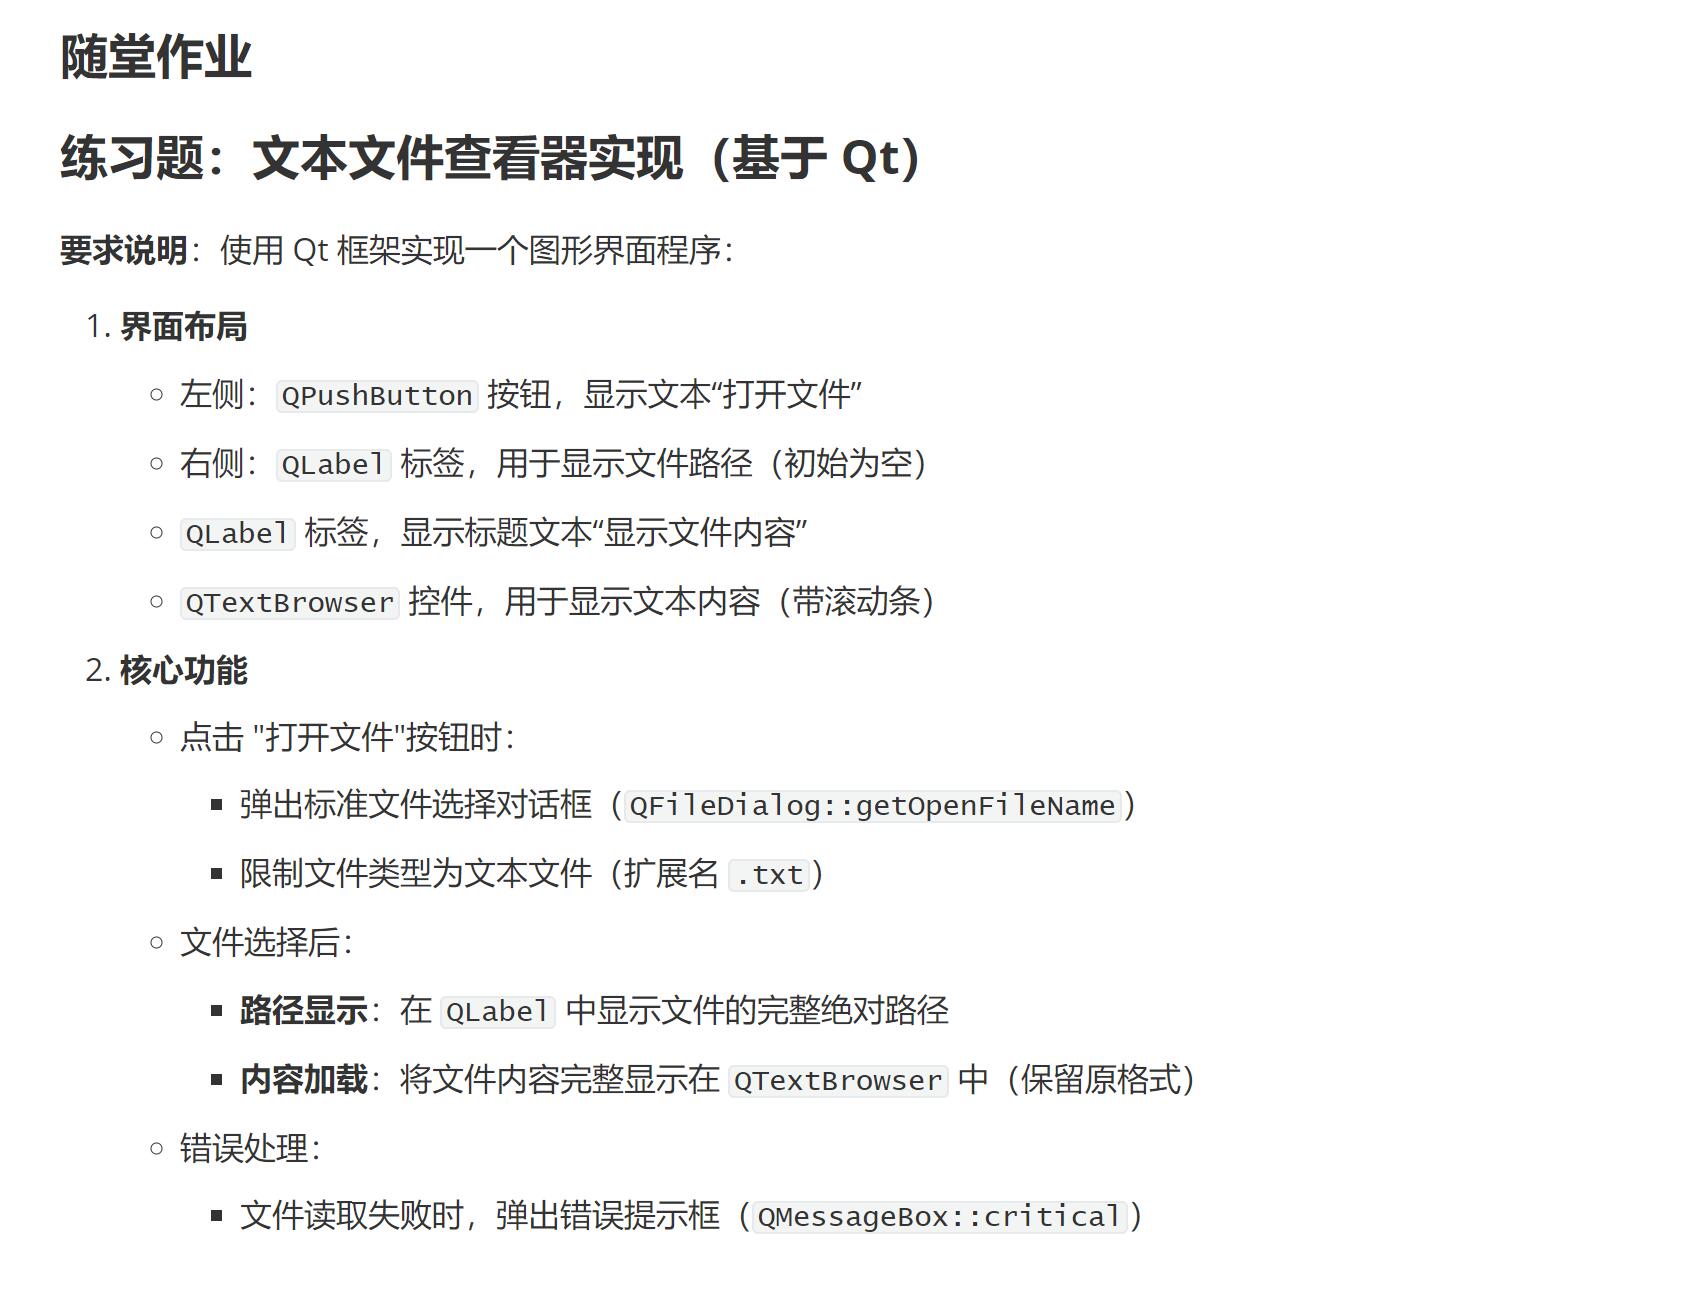 随堂作业
练习题：文本文件查看器实现（基于 Qt）
要求说明：使用 Qt 框架实现一个图形界面程序：
1. 界面布局
左侧：QPushButton 按钮，显示文本“打开文件”
右侧：QLabel 标签，用于显示文件路径（初始为空）
QLabel 标签，显示标题文本“显示文件内容”
QTextBrowser 控件，用于显示文本内容（带滚动条）
2. 核心功能
点击 "打开文件"按钮时：
弹出标准文件选择对话框（QFileDialog::getOpenFileName）
限制文件类型为文本文件（扩展名 .txt）
文件选择后：
路径显示：在 QLabel 中显示文件的完整绝对路径
内容加载：将文件内容完整显示在 QTextBrowser 中（保留原格式）
错误处理：
文件读取失败时，弹出错误提示框（QMessageBox::critical）